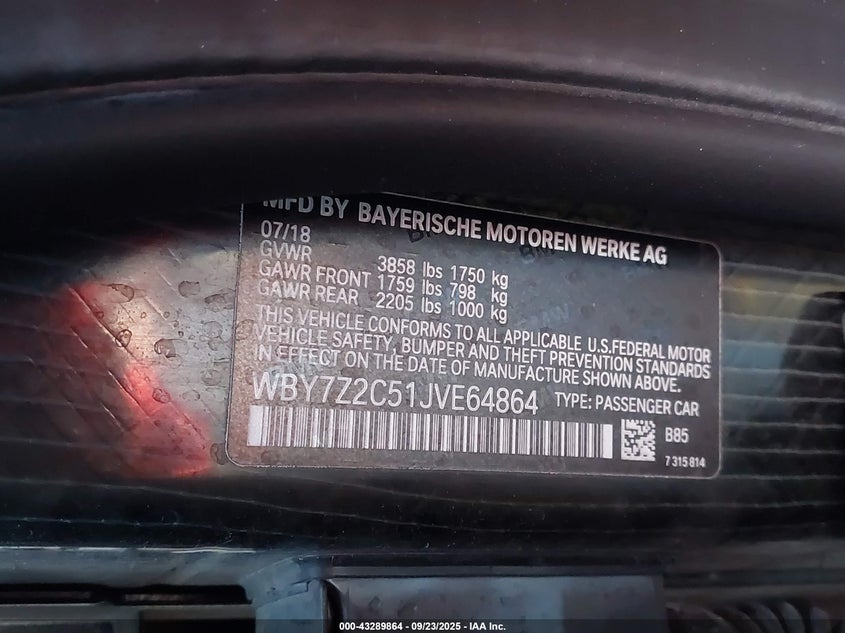 MFD BY BAYERISCHE MOTOREN WERKE AG
07/18
GVWR 3858 lbs 1750 kg
GAWR FRONT 1759 lbs 798 kg
GAWR REAR 2205 lbs 1000 kg
THIS VEHICLE CONFORMS TO ALL APPLICABLE U.S.FEDERAL MOTOR
VEHICLE SAFETY, BUMPER AND THEFT PREVENTION STANDARDS
IN EFFECT ON THE DATE OF MANUFACTURE SHOWN ABOVE.
WBY7Z2C51JVE64864 TYPE: PASSENGER CAR
B85
7 315 814
000-43289864 - 09/23/2025 - IAA Inc.